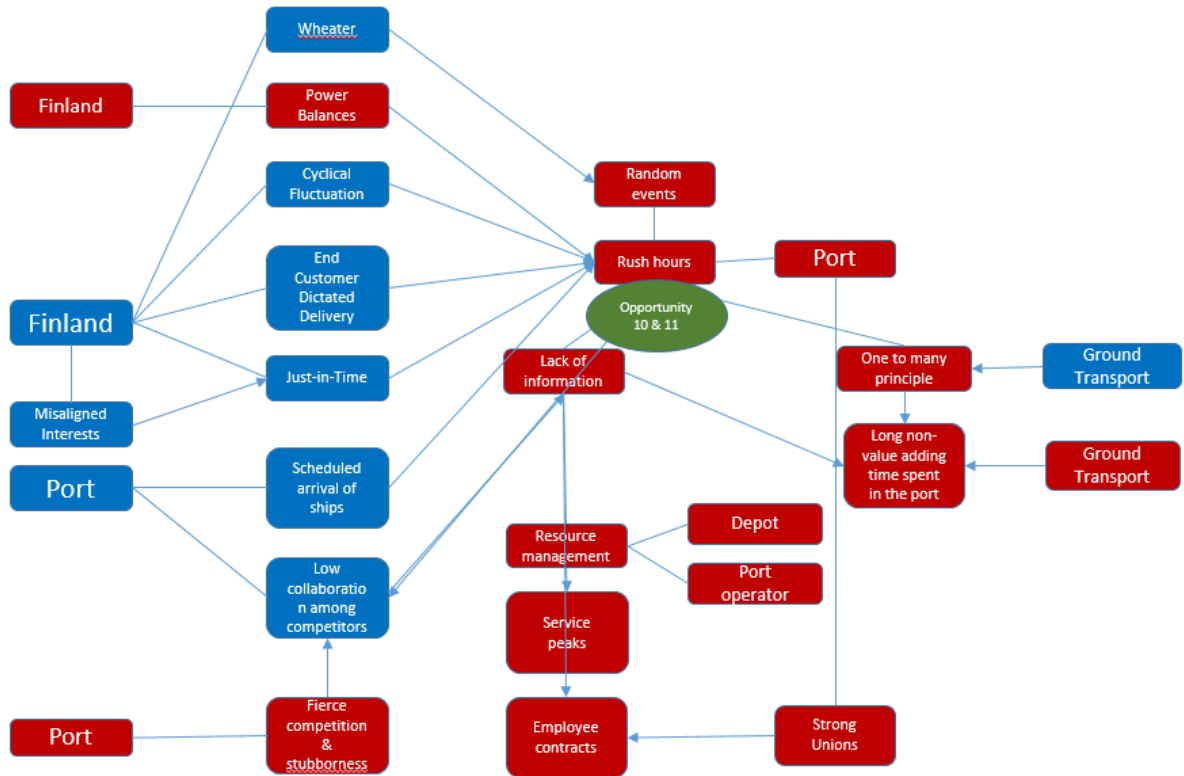 Wheater
Finland
Power
Balances
Cyclical
Fluctuation
Random
events
End
Customer
Dictated
Delivery
Rush hours
Port
Finland
Opportunity
10 & 11
Just-in-Time
Lack of
information
One to many
principle
Ground
Transport
Misaligned
Interests
Long non-
value adding
time spent
in the port
Ground
Transport
Port
Scheduled
arrival of
ships
Resource
management
Depot
Port
operator
Low
collaboratio
n among
competitors
Service
peaks
Port
Fierce
competition
&
stubborness
Employee
contracts
Strong
Unions